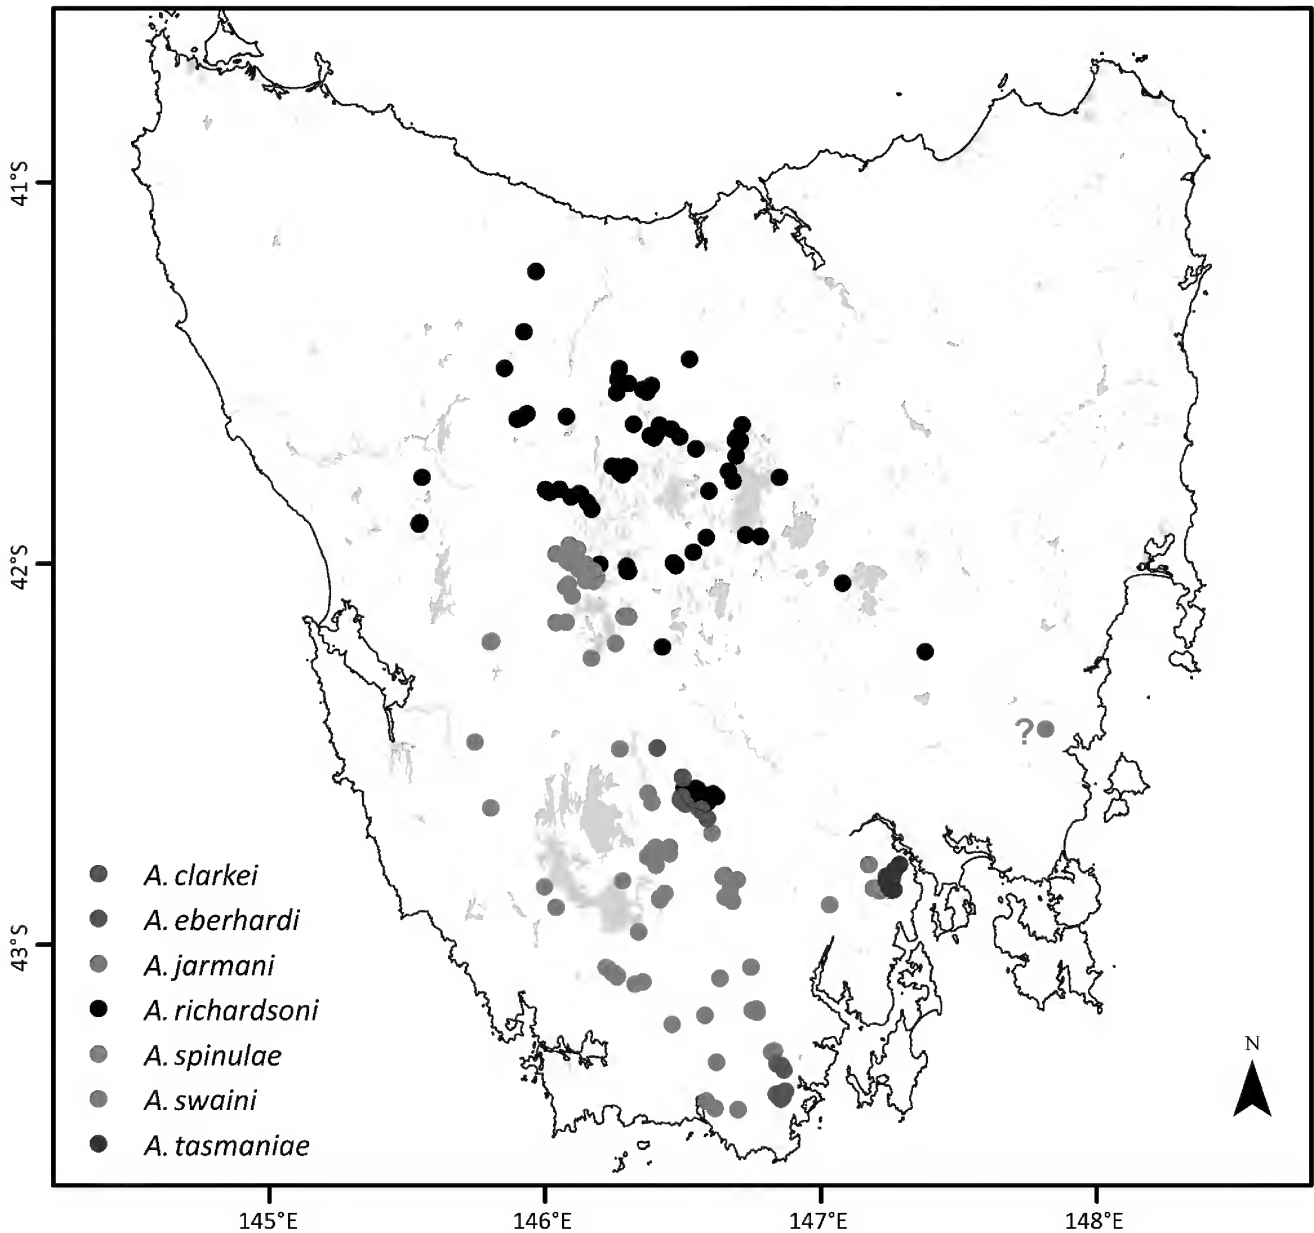 41°S
42°S
?
A. clarkei
A. eberhardi
A. jarmani
43°S
A. richardsoni
A. spinulae
A. swaini
A. tasmaniae
N
145°E 146°E 147°E 148°E